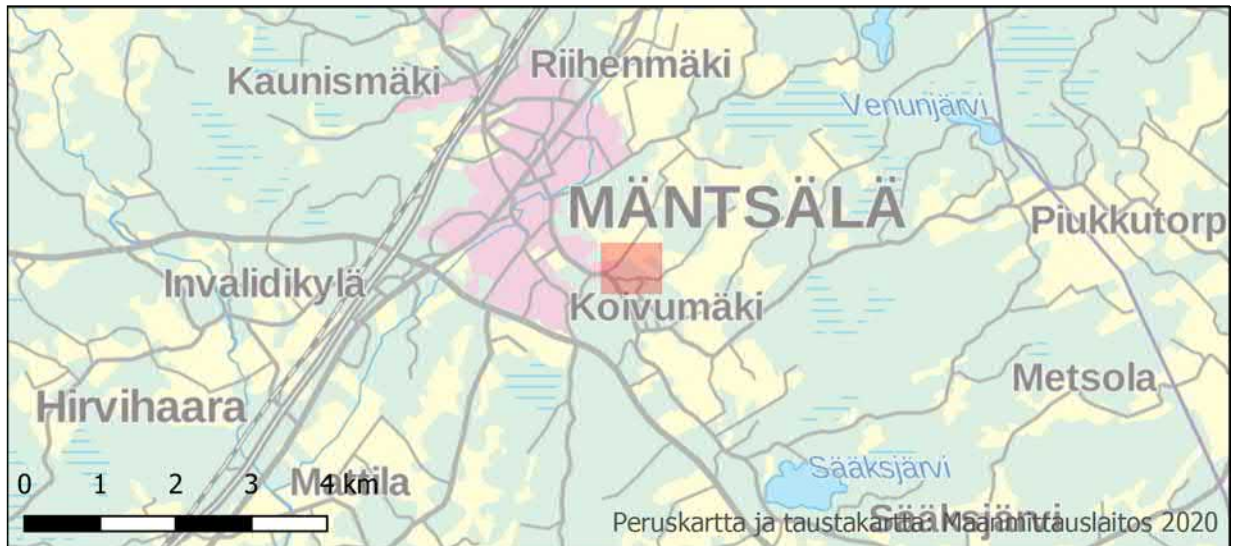 Riihenmäki
Kaunismäki
Venunjärvi
MÄNTSÄLÄ
Piukkutorp
Invalidikylä
Koivumäki
Metsola
Hirvihaara
Sääksjärvi
Mattila
0 1 2 3 4 km
Sääksjärvi
Peruskartta ja taustakartta: Maanmittauslaitos 2020